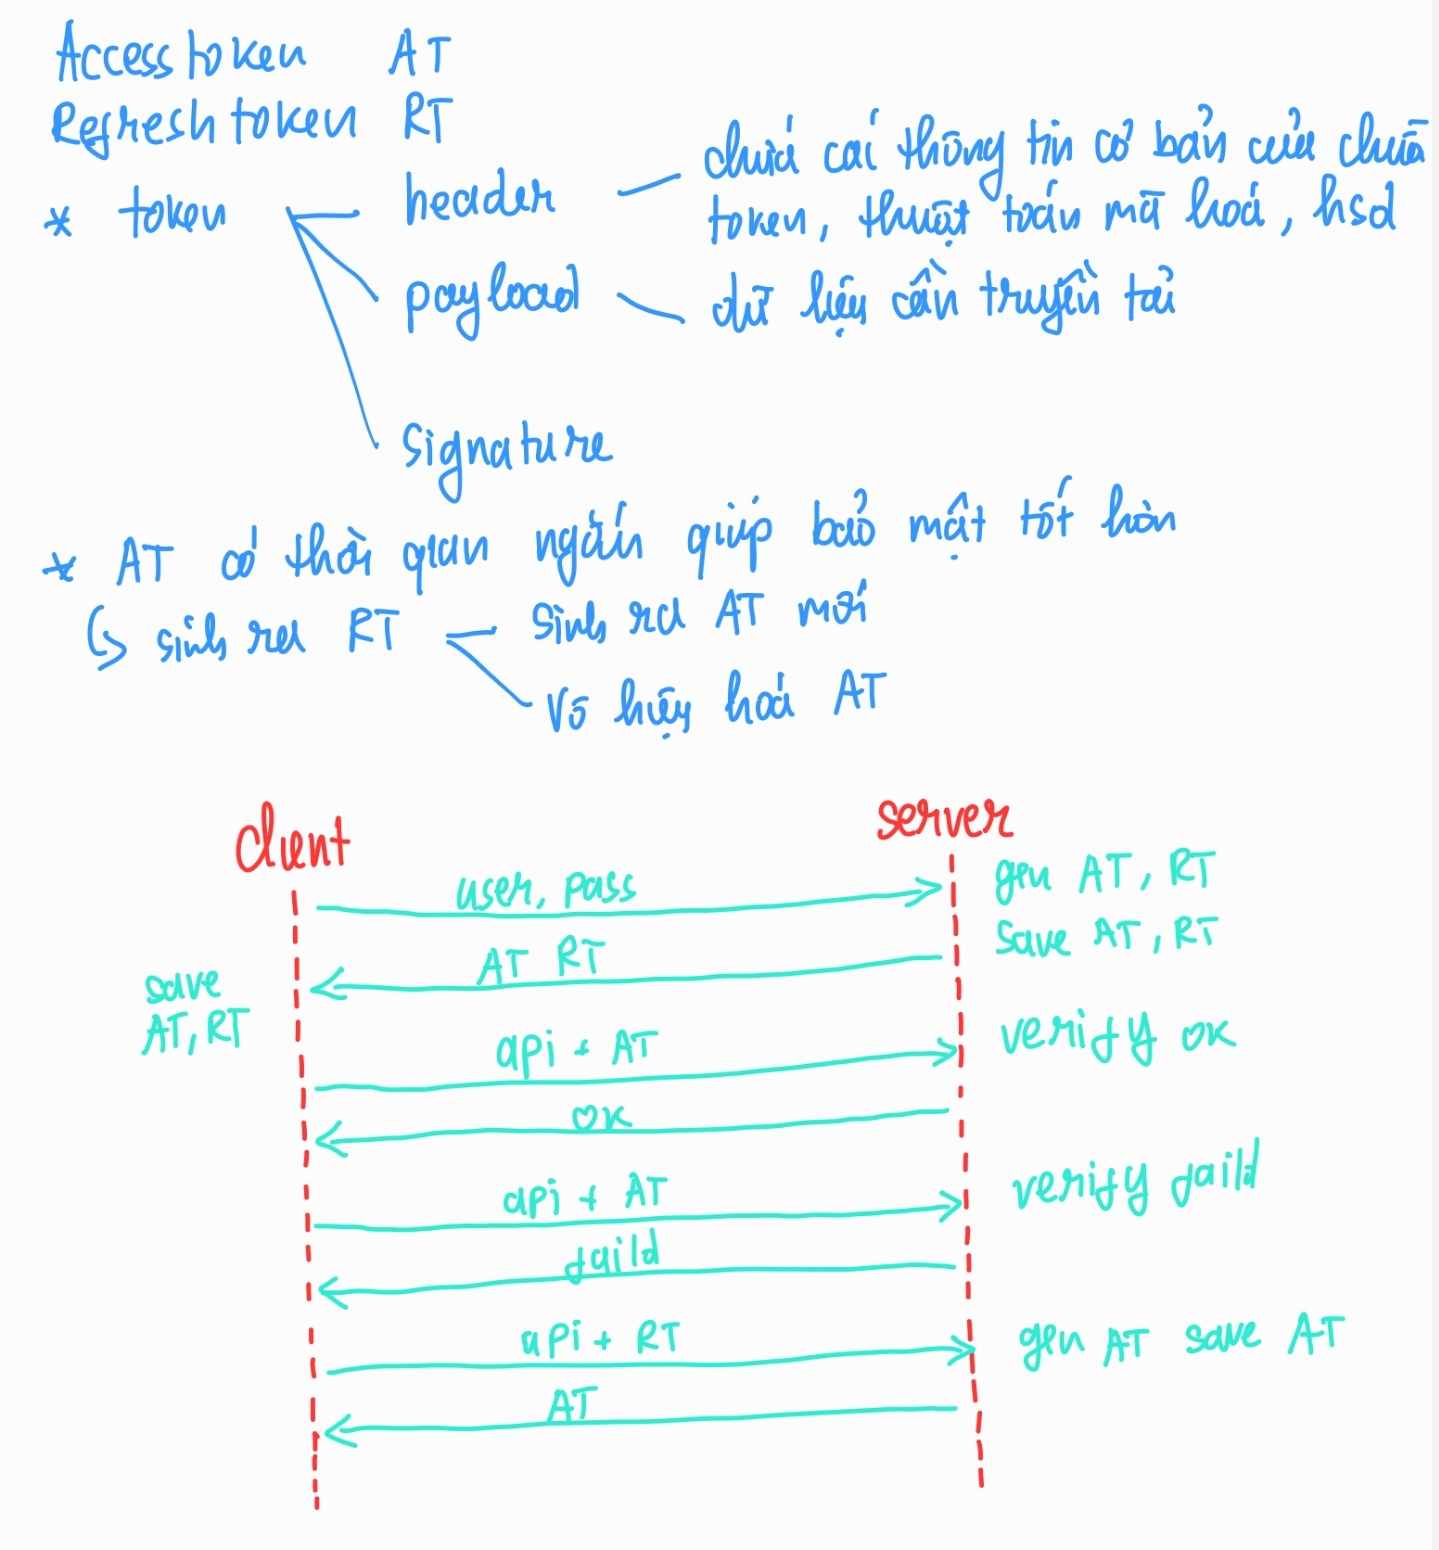 Access token AT
Refresh token RT
* token
header
chứa các thông tin cơ bản của chuỗi
token, thuật toán mã hoá, hsd
payload
dữ liệu cần truyền tải
signature
* AT có thời gian ngắn giúp bảo mật tốt hơn
sinh ra RT
sinh ra AT mới
vô hiệu hoá AT
client
server
user, pass
gen AT, RT
save AT, RT
AT RT
save
AT, RT
api + AT
verify ok
ok
api + AT
verify faild
faild
api + RT
gen AT save AT
AT